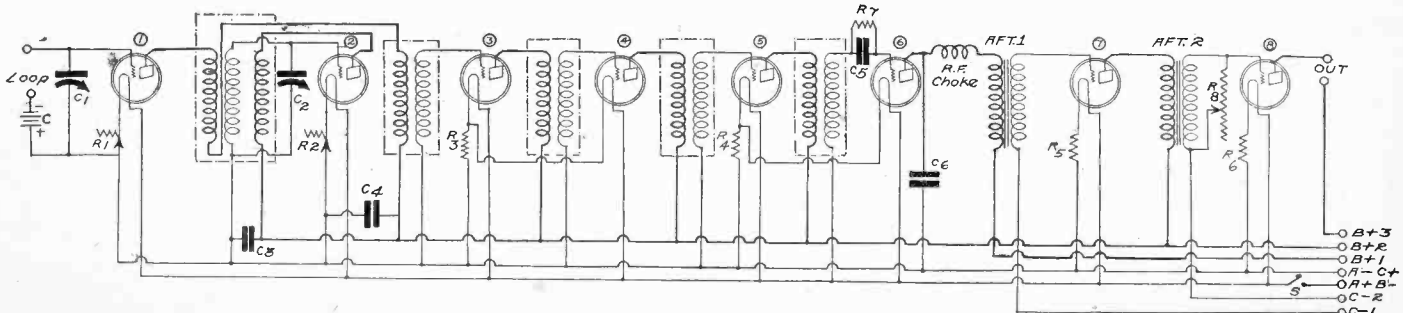 1
2
3
4
5
6
7
8
R7
AFT.1
AFT.2
OUT
Loop
C1
C2
C5
R.F.
Choke
R8
C
+
R1
R2
R3
R4
C6
R5
R6
C4
C3
B+3
B+2
B+1
A-C+
A+B-
S
C-2
C-1